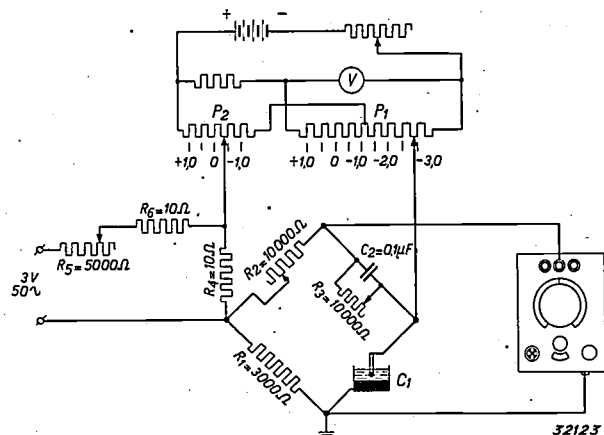 + -
V
P2 P1
+1,0 0 -1,0 +1,0 0 -1,0 -2,0 -3,0
R6=10Ω
R5=5000Ω
3V
50~
R4=10Ω
R2=10000Ω
C2=0,1µF
R3=10000Ω
R1=3000Ω
C1
32123